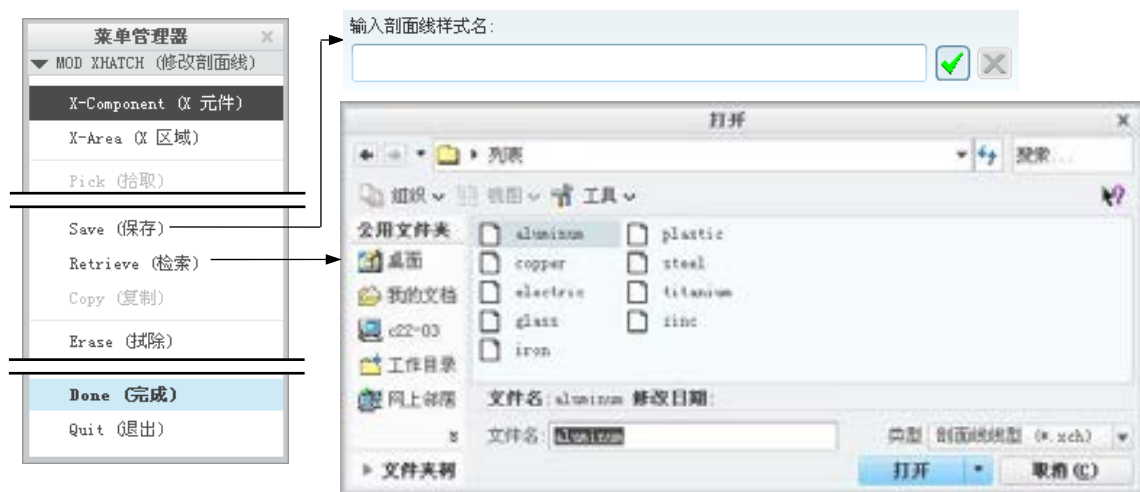 菜单管理器
MOD XHATCH (修改剖面线)
X-Component (X 元件)
X-Area (X 区域)
Pick (拾取)
Save (保存)
Retrieve (检索)
Copy (复制)
Erase (拭除)
Done (完成)
Quit (退出)
输入剖面线样式名:
打开
列表
搜索...
组织 视图 工具
公用文件夹
桌面
我的文档
c22-03
工作目录
网上邻居
文件夹树
aluminum plastic
copper steel
electric titanium
glass zinc
iron
文件名: aluminum 修改日期:
文件名: aluminum
类型 剖面线线型 (*.xch)
打开 取消(C)